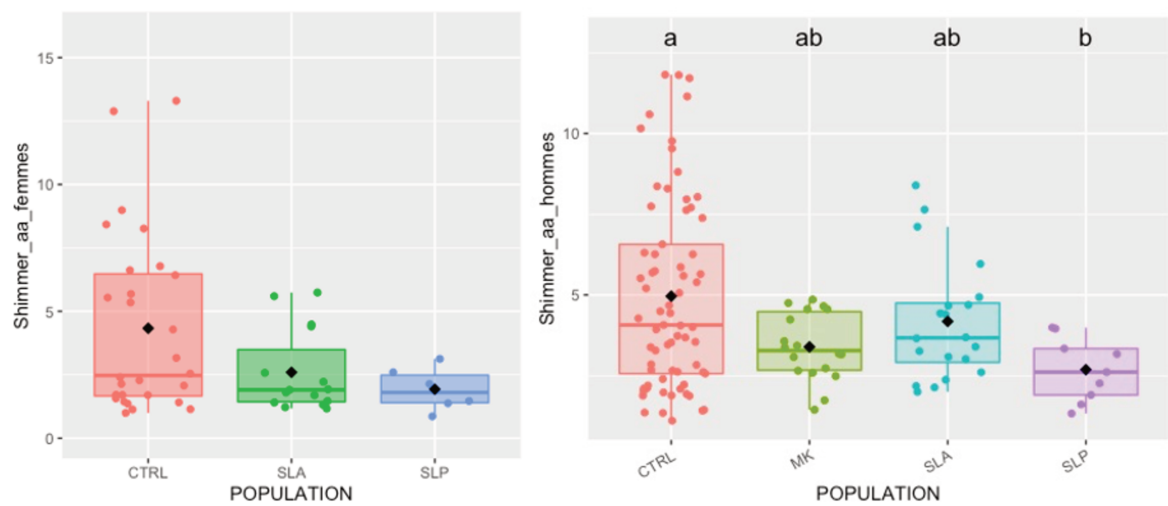 Shimmer_aa_femmes
15
10
5
0
CTRL SLA SLP
POPULATION
Shimmer_aa_hommes
a ab ab b
10
5
CTRL MK SLA SLP
POPULATION